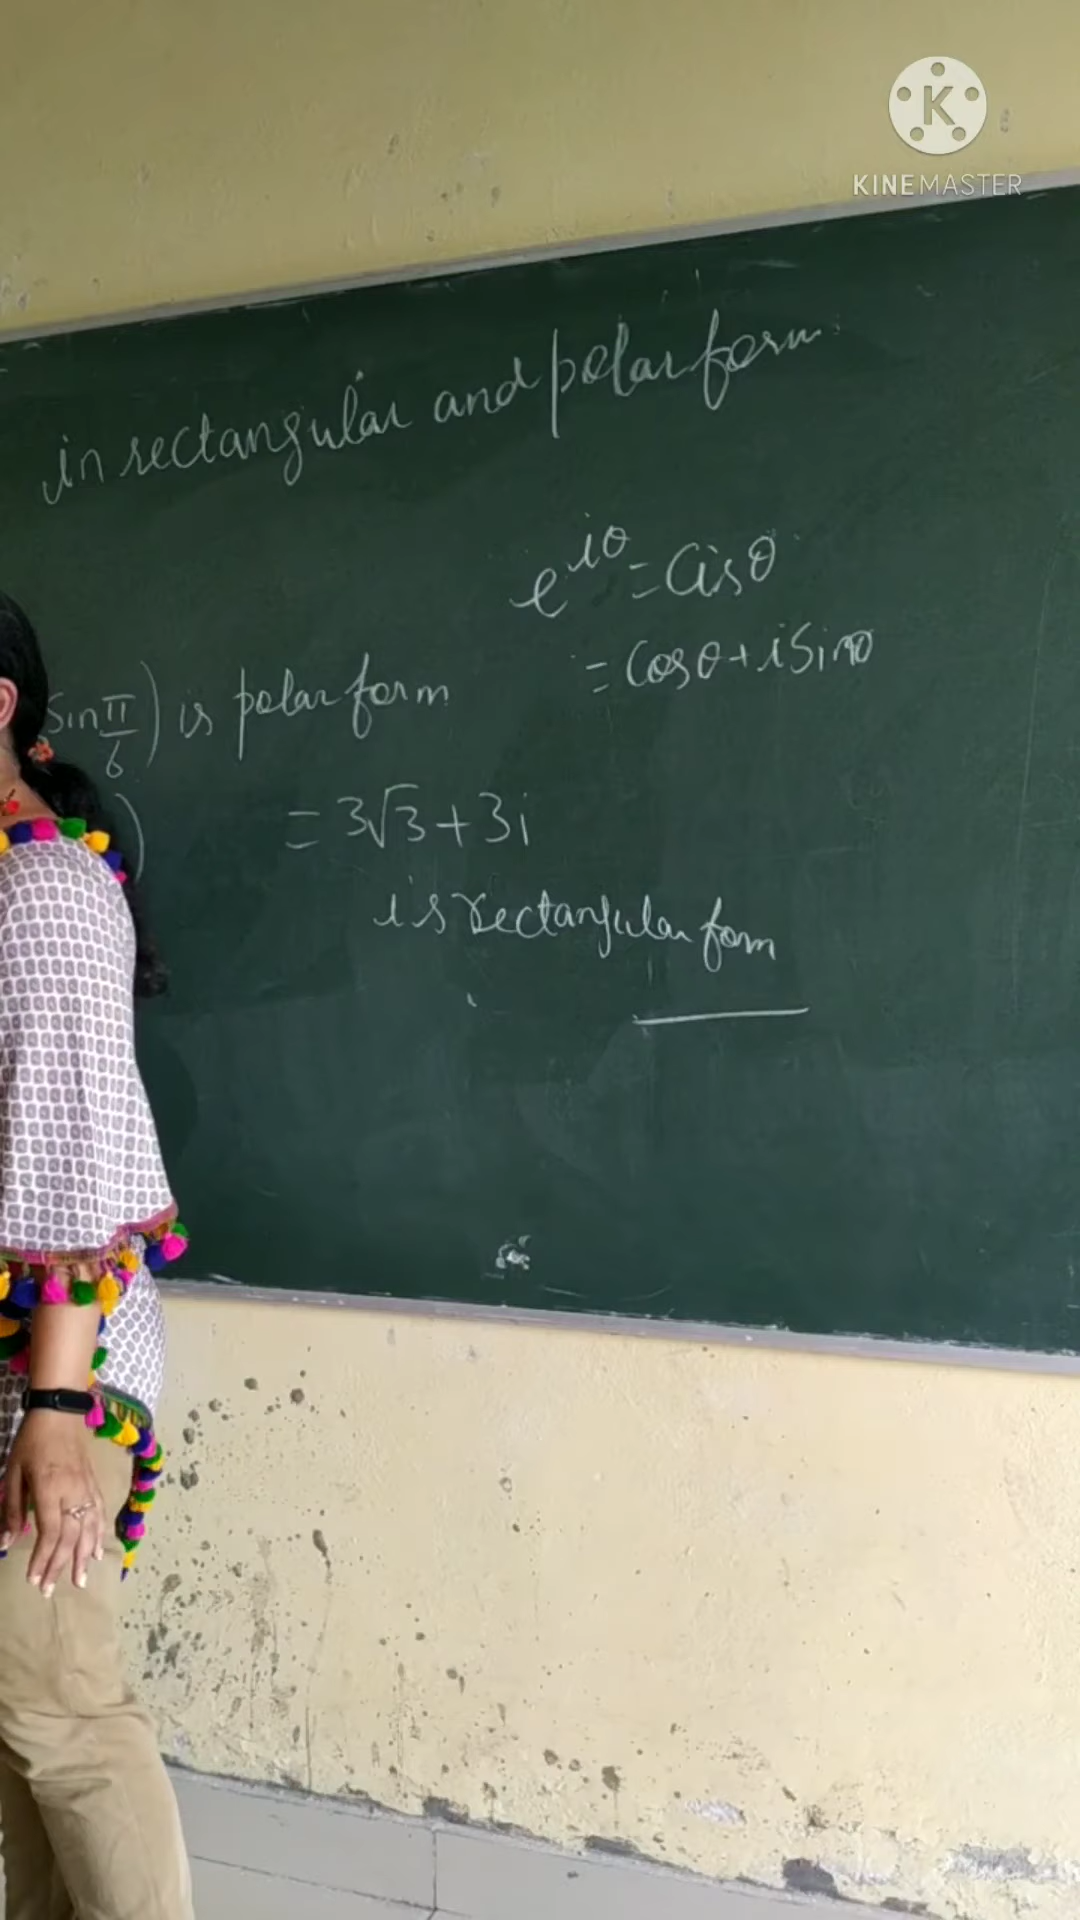 K
KINEMASTER
in rectangular and polar form
e^{iθ} = Cisθ
= Cosθ + i Sinθ
Sin π/6) is polar form
) = 3√3 + 3i
is rectangular form